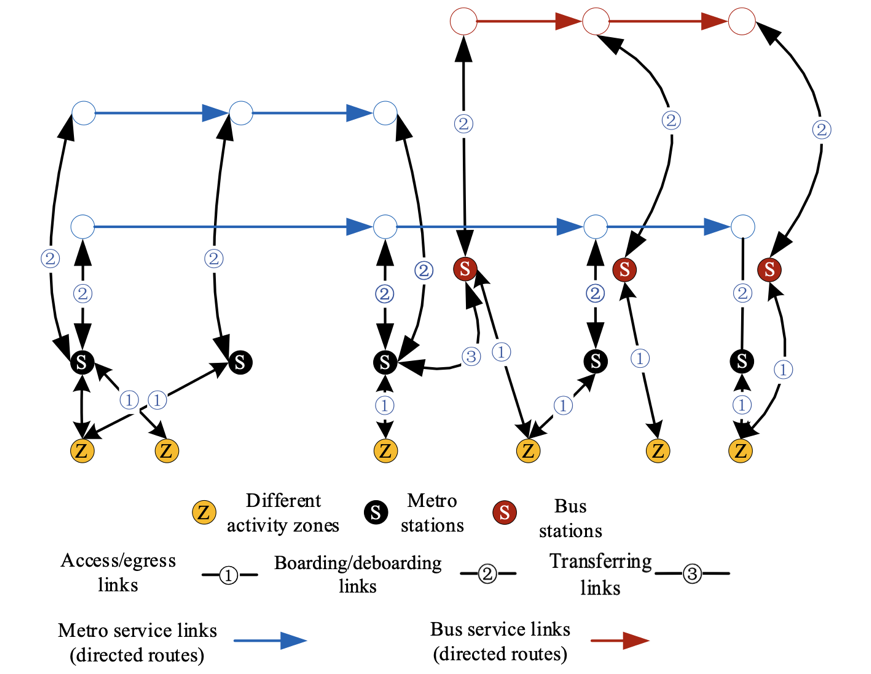 ② ② ②
② ② ② ② ② ② ②
S S S
S S S S S
③ ① ① ①
① ① ① ① ①
Z Z Z Z Z Z
Z Different activity zones
S Metro stations
S Bus stations
Access/egress links ①
Boarding/deboarding links ②
Transferring links ③
Metro service links
(directed routes)
Bus service links
(directed routes)